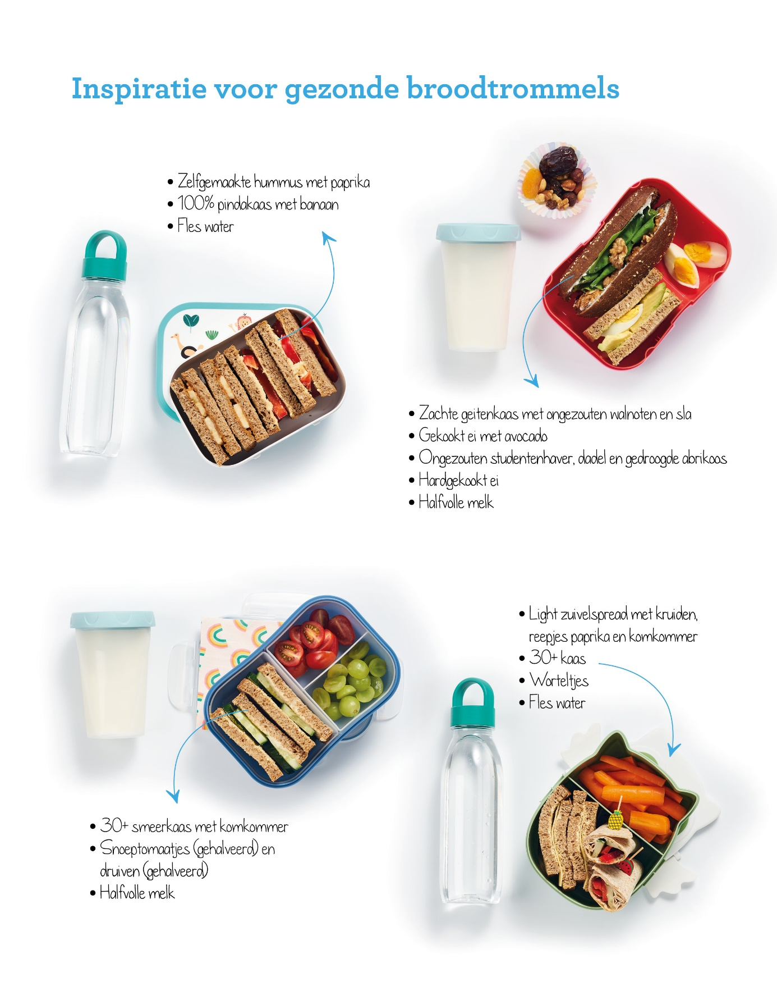 Inspiratie voor gezonde broodtrommels
• Zelfgemaakte hummus met paprika
• 100% pindakaas met banaan
• Fles water
• Zachte geitenkaas met ongezouten walnoten en sla
• Gekookt ei met avocado
• Ongezouten studentenhaver, dadel en gedroogde abrikoos
• Hardgekookt ei
• Halfvolle melk
• 30+ smeerkaas met komkommer
• Snoeptomaatjes (gehalveerd) en
druiven (gehalveerd)
• Halfvolle melk
• Light zuivelspread met kruiden,
reepjes paprika en komkommer
• 30+ kaas
• Worteltjes
• Fles water